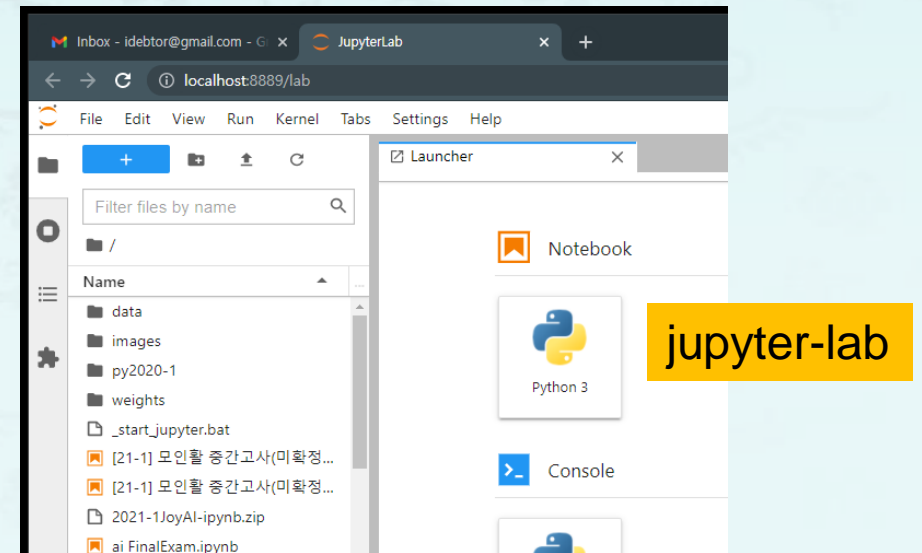 Inbox - idebtor@gmail.com - G
JupyterLab
localhost:8889/lab
File Edit View Run Kernel Tabs Settings Help
Launcher
Filter files by name
/
Name
...
data
images
py2020-1
weights
_start_jupyter.bat
[21-1] 모인활 중간고사(미확정...
[21-1] 모인활 중간고사(미확정...
2021-1JoyAI-ipynb.zip
ai FinalExam.ipynb
Notebook
Python 3
Console
jupyter-lab